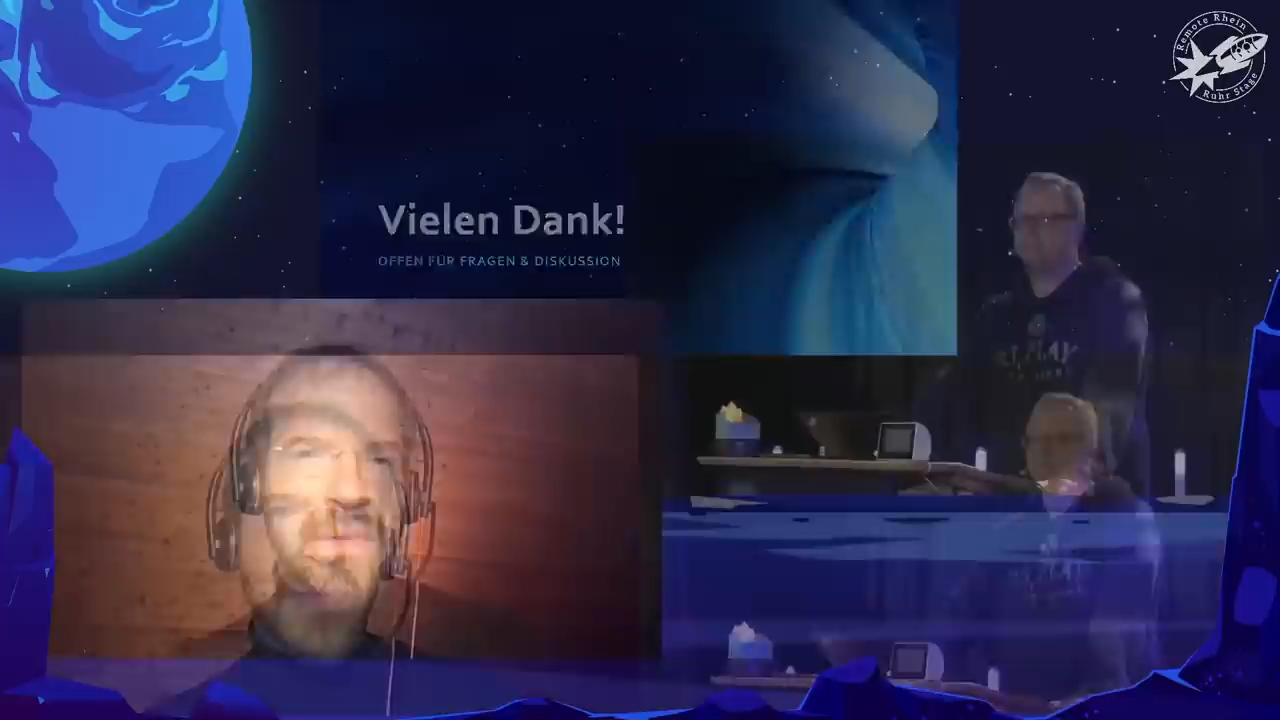 Remote Rhein
Ruhr Stage
Vielen Dank!
OFFEN FÜR FRAGEN & DISKUSSION